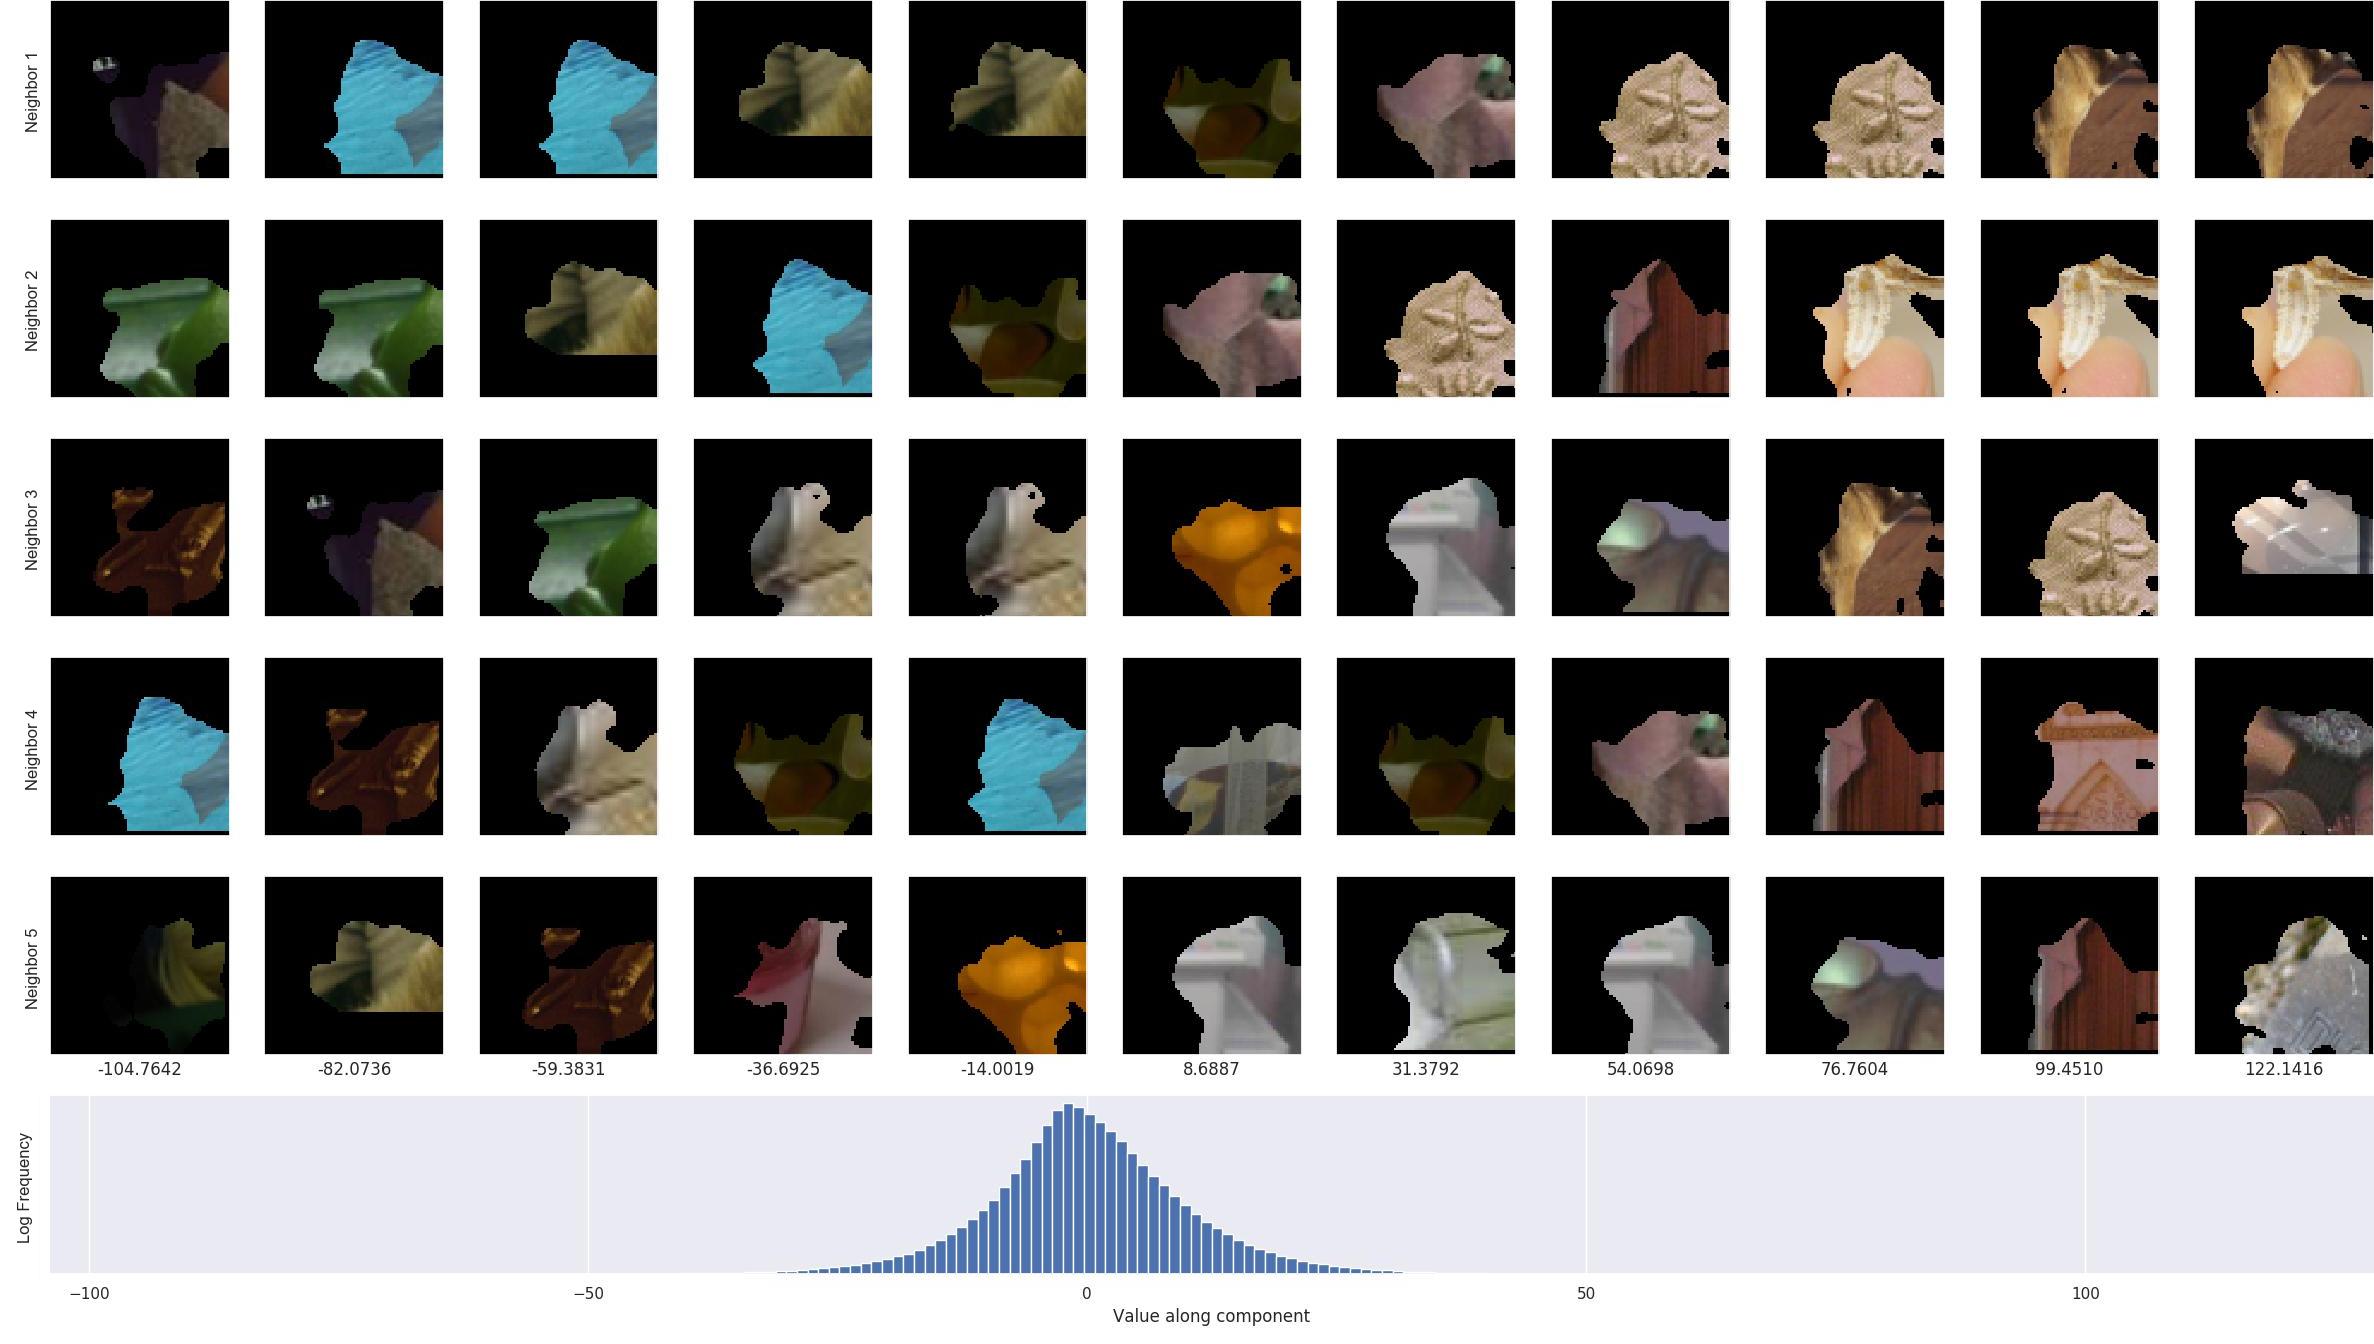 Neighbor 1
Neighbor 2
Neighbor 3
Neighbor 4
Neighbor 5
-104.7642 -82.0736 -59.3831 -36.6925 -14.0019 8.6887 31.3792 54.0698 76.7604 99.4510 122.1416
Log Frequency
−100 −50 0 50 100
Value along component